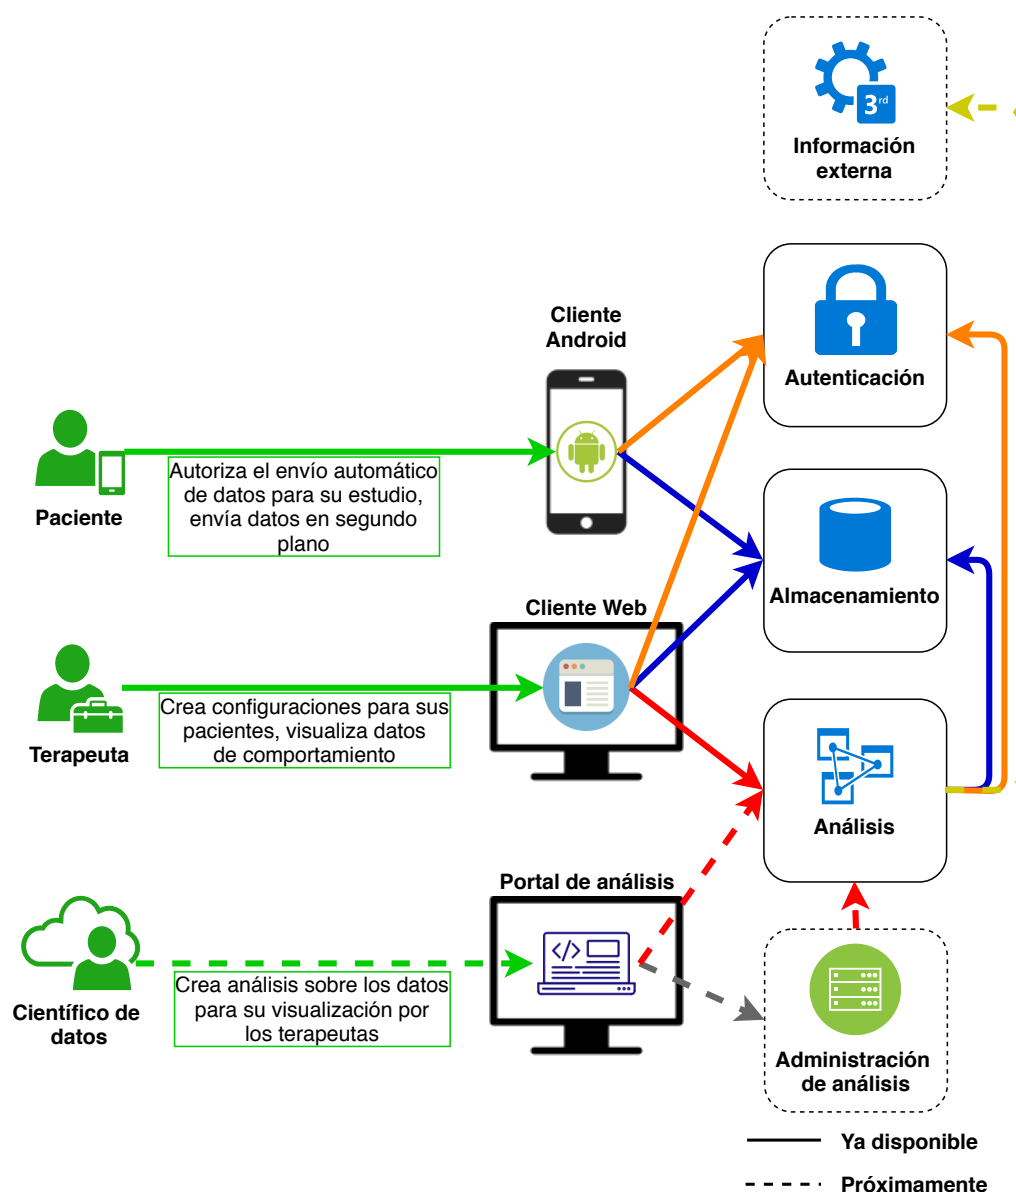 3rd
Información
externa
Cliente
Android
Autenticación
Paciente
Autoriza el envío automático
de datos para su estudio,
envía datos en segundo
plano
Almacenamiento
Cliente Web
Terapeuta
Crea configuraciones para sus
pacientes, visualiza datos
de comportamiento
Análisis
Portal de análisis
</>
Científico de
datos
Crea análisis sobre los datos
para su visualización por
los terapeutas
Administración
de análisis
Ya disponible
Próximamente